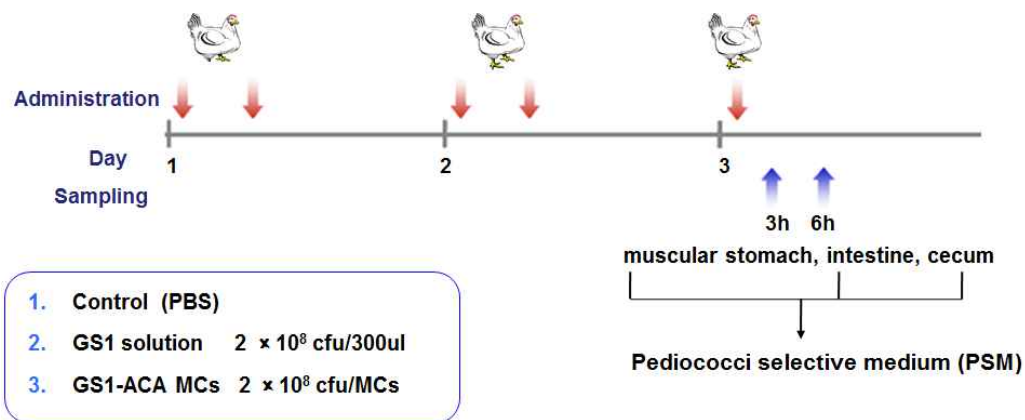 Administration
Day
1
2
3
Sampling
3h 6h
muscular stomach, intestine, cecum
1. Control (PBS)
2. GS1 solution 2 × 10⁸ cfu/300ul
3. GS1-ACA MCs 2 × 10⁸ cfu/MCs
Pediococci selective medium (PSM)